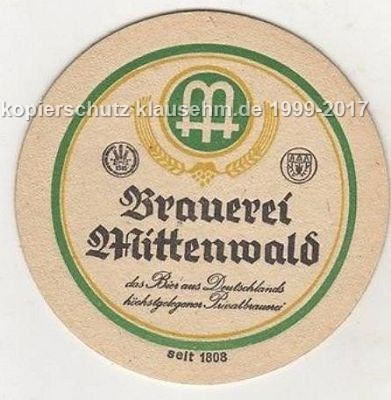 kopierschutz klausehm.de 1999-2017
Brauerei
Mittenwald
das Bier aus Deutschlands
höchstgelegener Privatbrauerei
seit 1808